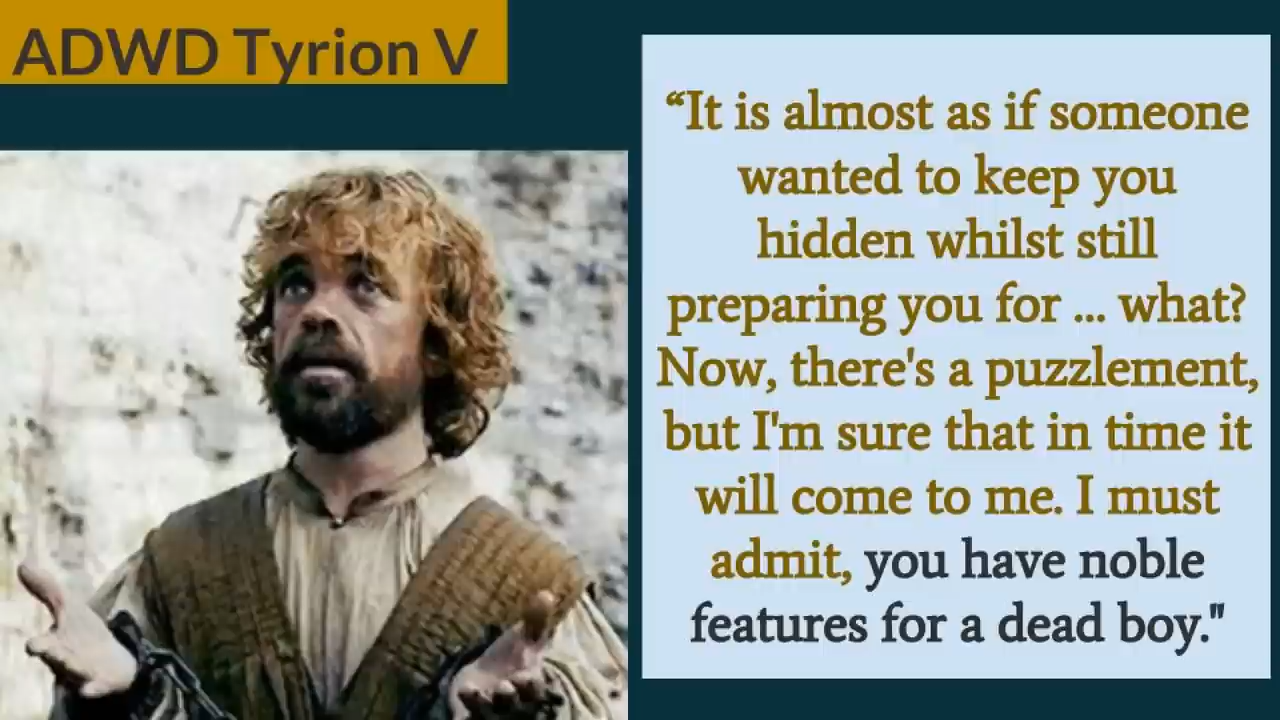 ADWD Tyrion V
“It is almost as if someone
wanted to keep you
hidden whilst still
preparing you for ... what?
Now, there's a puzzlement,
but I'm sure that in time it
will come to me. I must
admit, you have noble
features for a dead boy."